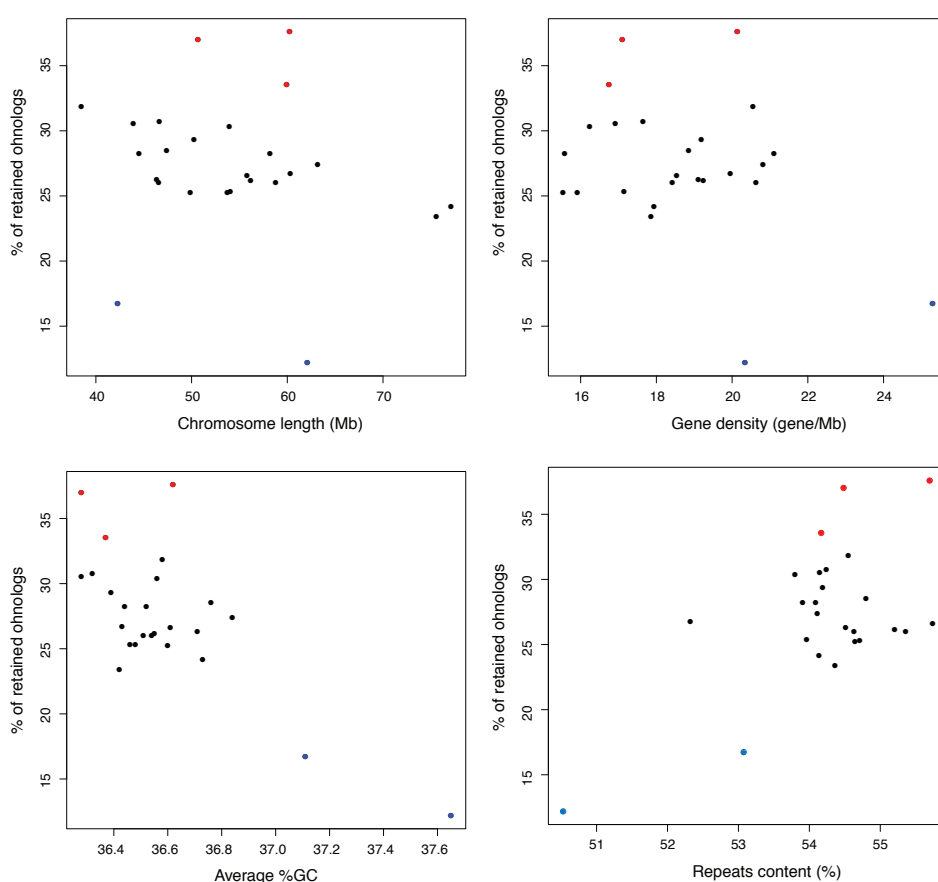 % of retained ohnologs
35
30
25
20
15
40 50 60 70
Chromosome length (Mb)
% of retained ohnologs
35
30
25
20
15
16 18 20 22 24
Gene density (gene/Mb)
% of retained ohnologs
35
30
25
20
15
36.4 36.6 36.8 37.0 37.2 37.4 37.6
Average %GC
% of retained ohnologs
35
30
25
20
15
51 52 53 54 55
Repeats content (%)